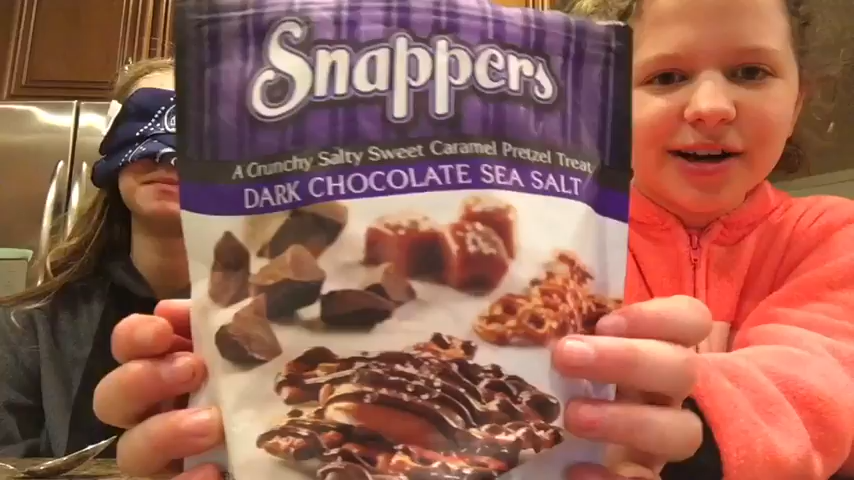 Snappers
A Crunchy Salty Sweet Caramel Pretzel Treat
DARK CHOCOLATE SEA SALT